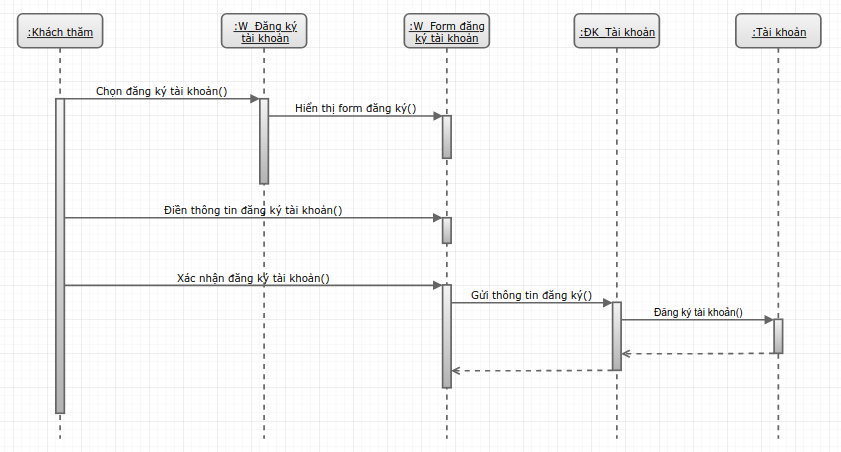 :Khách thăm
:W_Đăng ký
tài khoản
:W_Form đăng
ký tài khoản
:ĐK_Tài khoản
:Tài khoản
Chọn đăng ký tài khoản()
Hiển thị form đăng ký()
Điền thông tin đăng ký tài khoản()
Xác nhận đăng ký tài khoản()
Gửi thông tin đăng ký()
Đăng ký tài khoản()